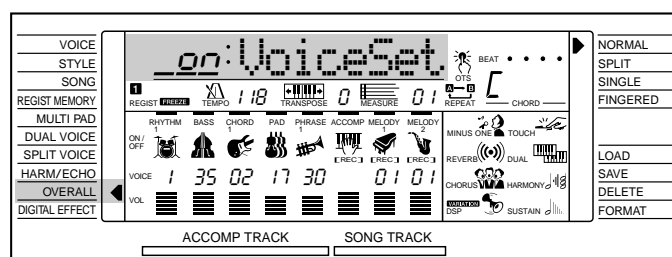 VOICE
STYLE
SONG
REGIST MEMORY
MULTI PAD
DUAL VOICE
SPLIT VOICE
HARM/ECHO
OVERALL
DIGITAL EFFECT
on:VoiceSet
OTS
BEAT
1
REGIST FREEZE TEMPO 118 TRANSPOSE 0 MEASURE 01 A B REPEAT CHORD
RHYTHM 1 BASS CHORD 1 PAD PHRASE 1 ACCOMP MELODY 1 MELODY 2
ON / OFF
[REC] [REC] [REC]
VOICE 1 35 02 17 30 01 01
VOL
MINUS ONE TOUCH
REVERB DUAL
CHORUS HARMONY
VARIATION
DSP SUSTAIN
NORMAL
SPLIT
SINGLE
FINGERED
LOAD
SAVE
DELETE
FORMAT
ACCOMP TRACK SONG TRACK